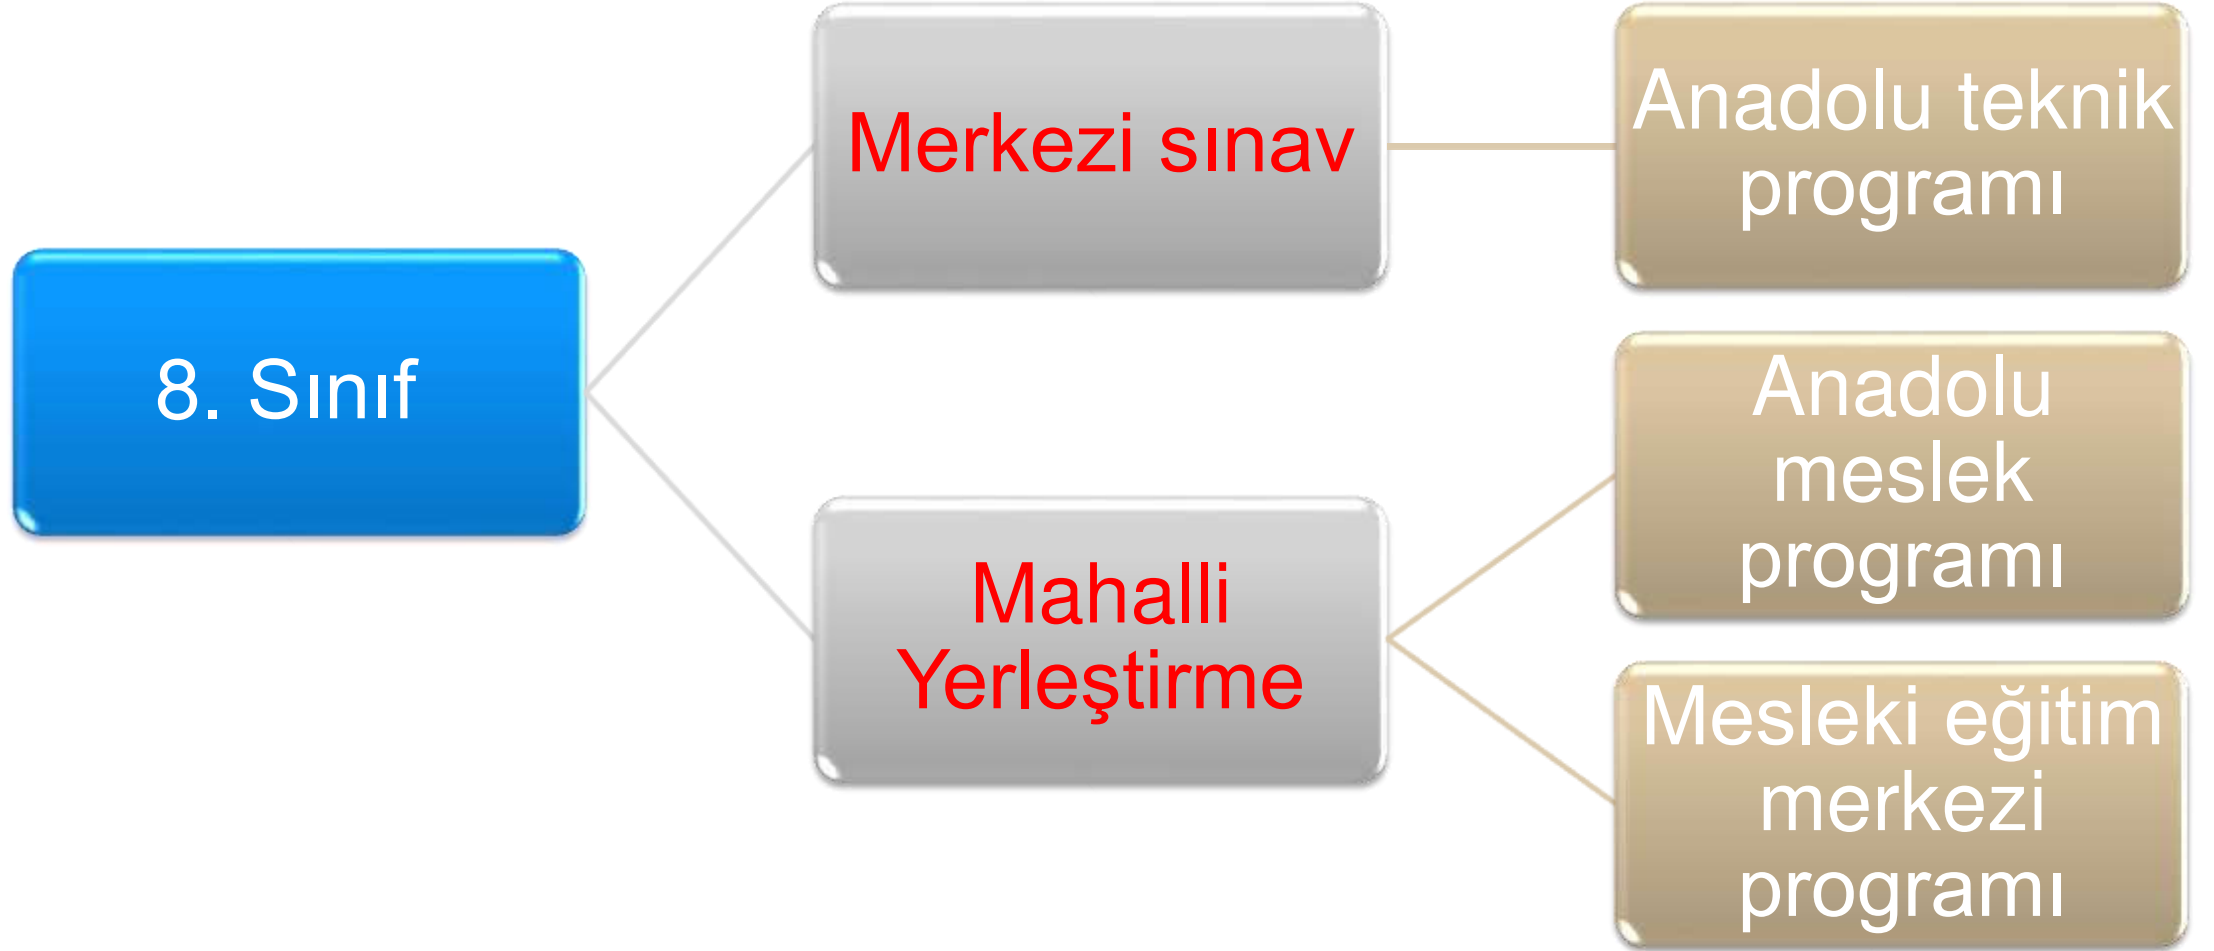 8. Sınıf
Merkezi sınav
Mahalli
Yerleştirme
Anadolu teknik
programı
Anadolu
meslek
programı
Mesleki eğitim
merkezi
programı